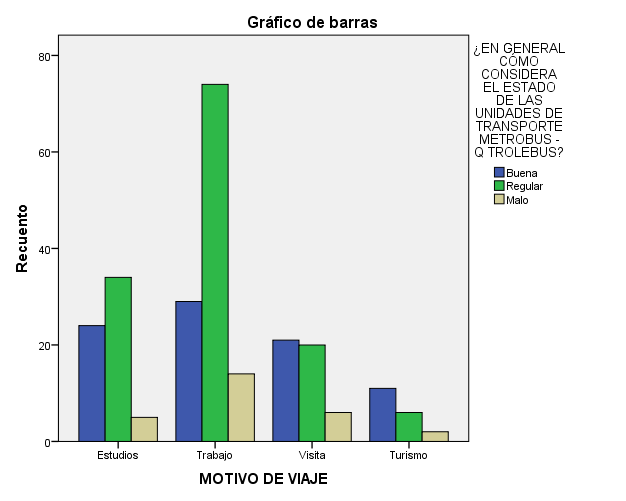 Gráfico de barras
¿EN GENERAL
CÓMO
CONSIDERA
EL ESTADO
DE LAS
UNIDADES DE
TRANSPORTE
METROBUS -
Q TROLEBUS?
Buena
Regular
Malo
Recuento
80
60
40
20
0
Estudios Trabajo Visita Turismo
MOTIVO DE VIAJE